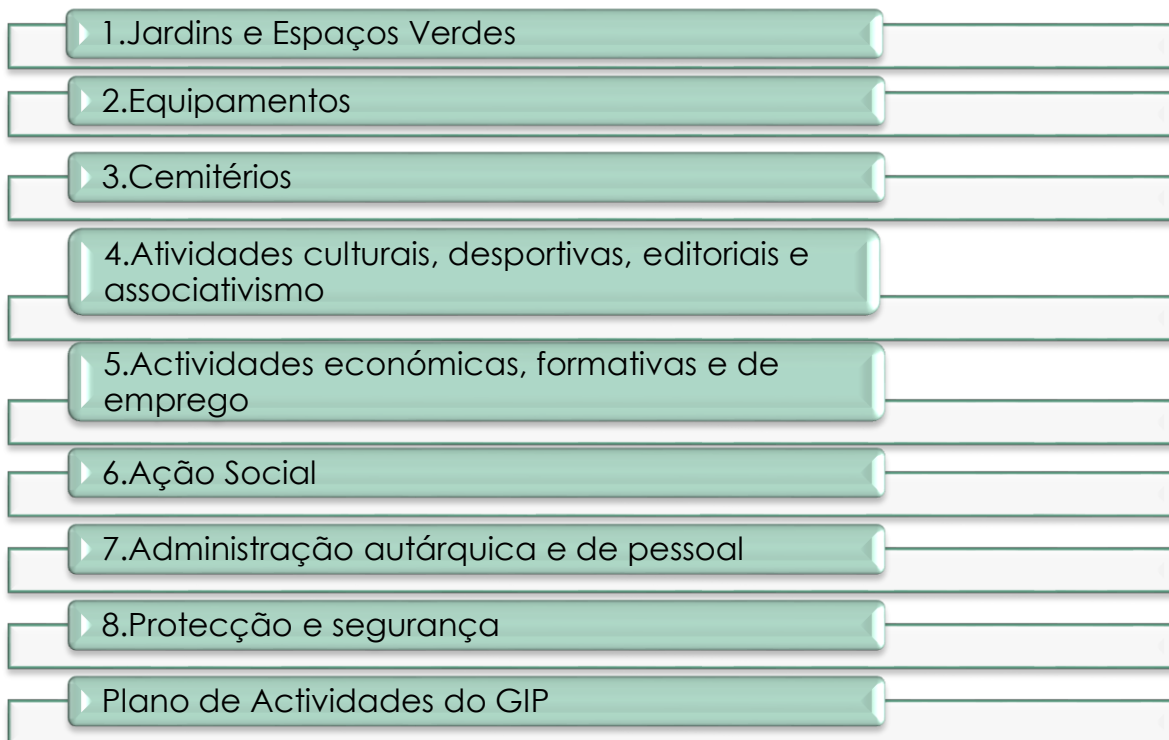 1.Jardins e Espaços Verdes
2.Equipamentos
3.Cemitérios
4.Atividades culturais, desportivas, editoriais e
associativismo
5.Actividades económicas, formativas e de
emprego
6.Ação Social
7.Administração autárquica e de pessoal
8.Protecção e segurança
Plano de Actividades do GIP